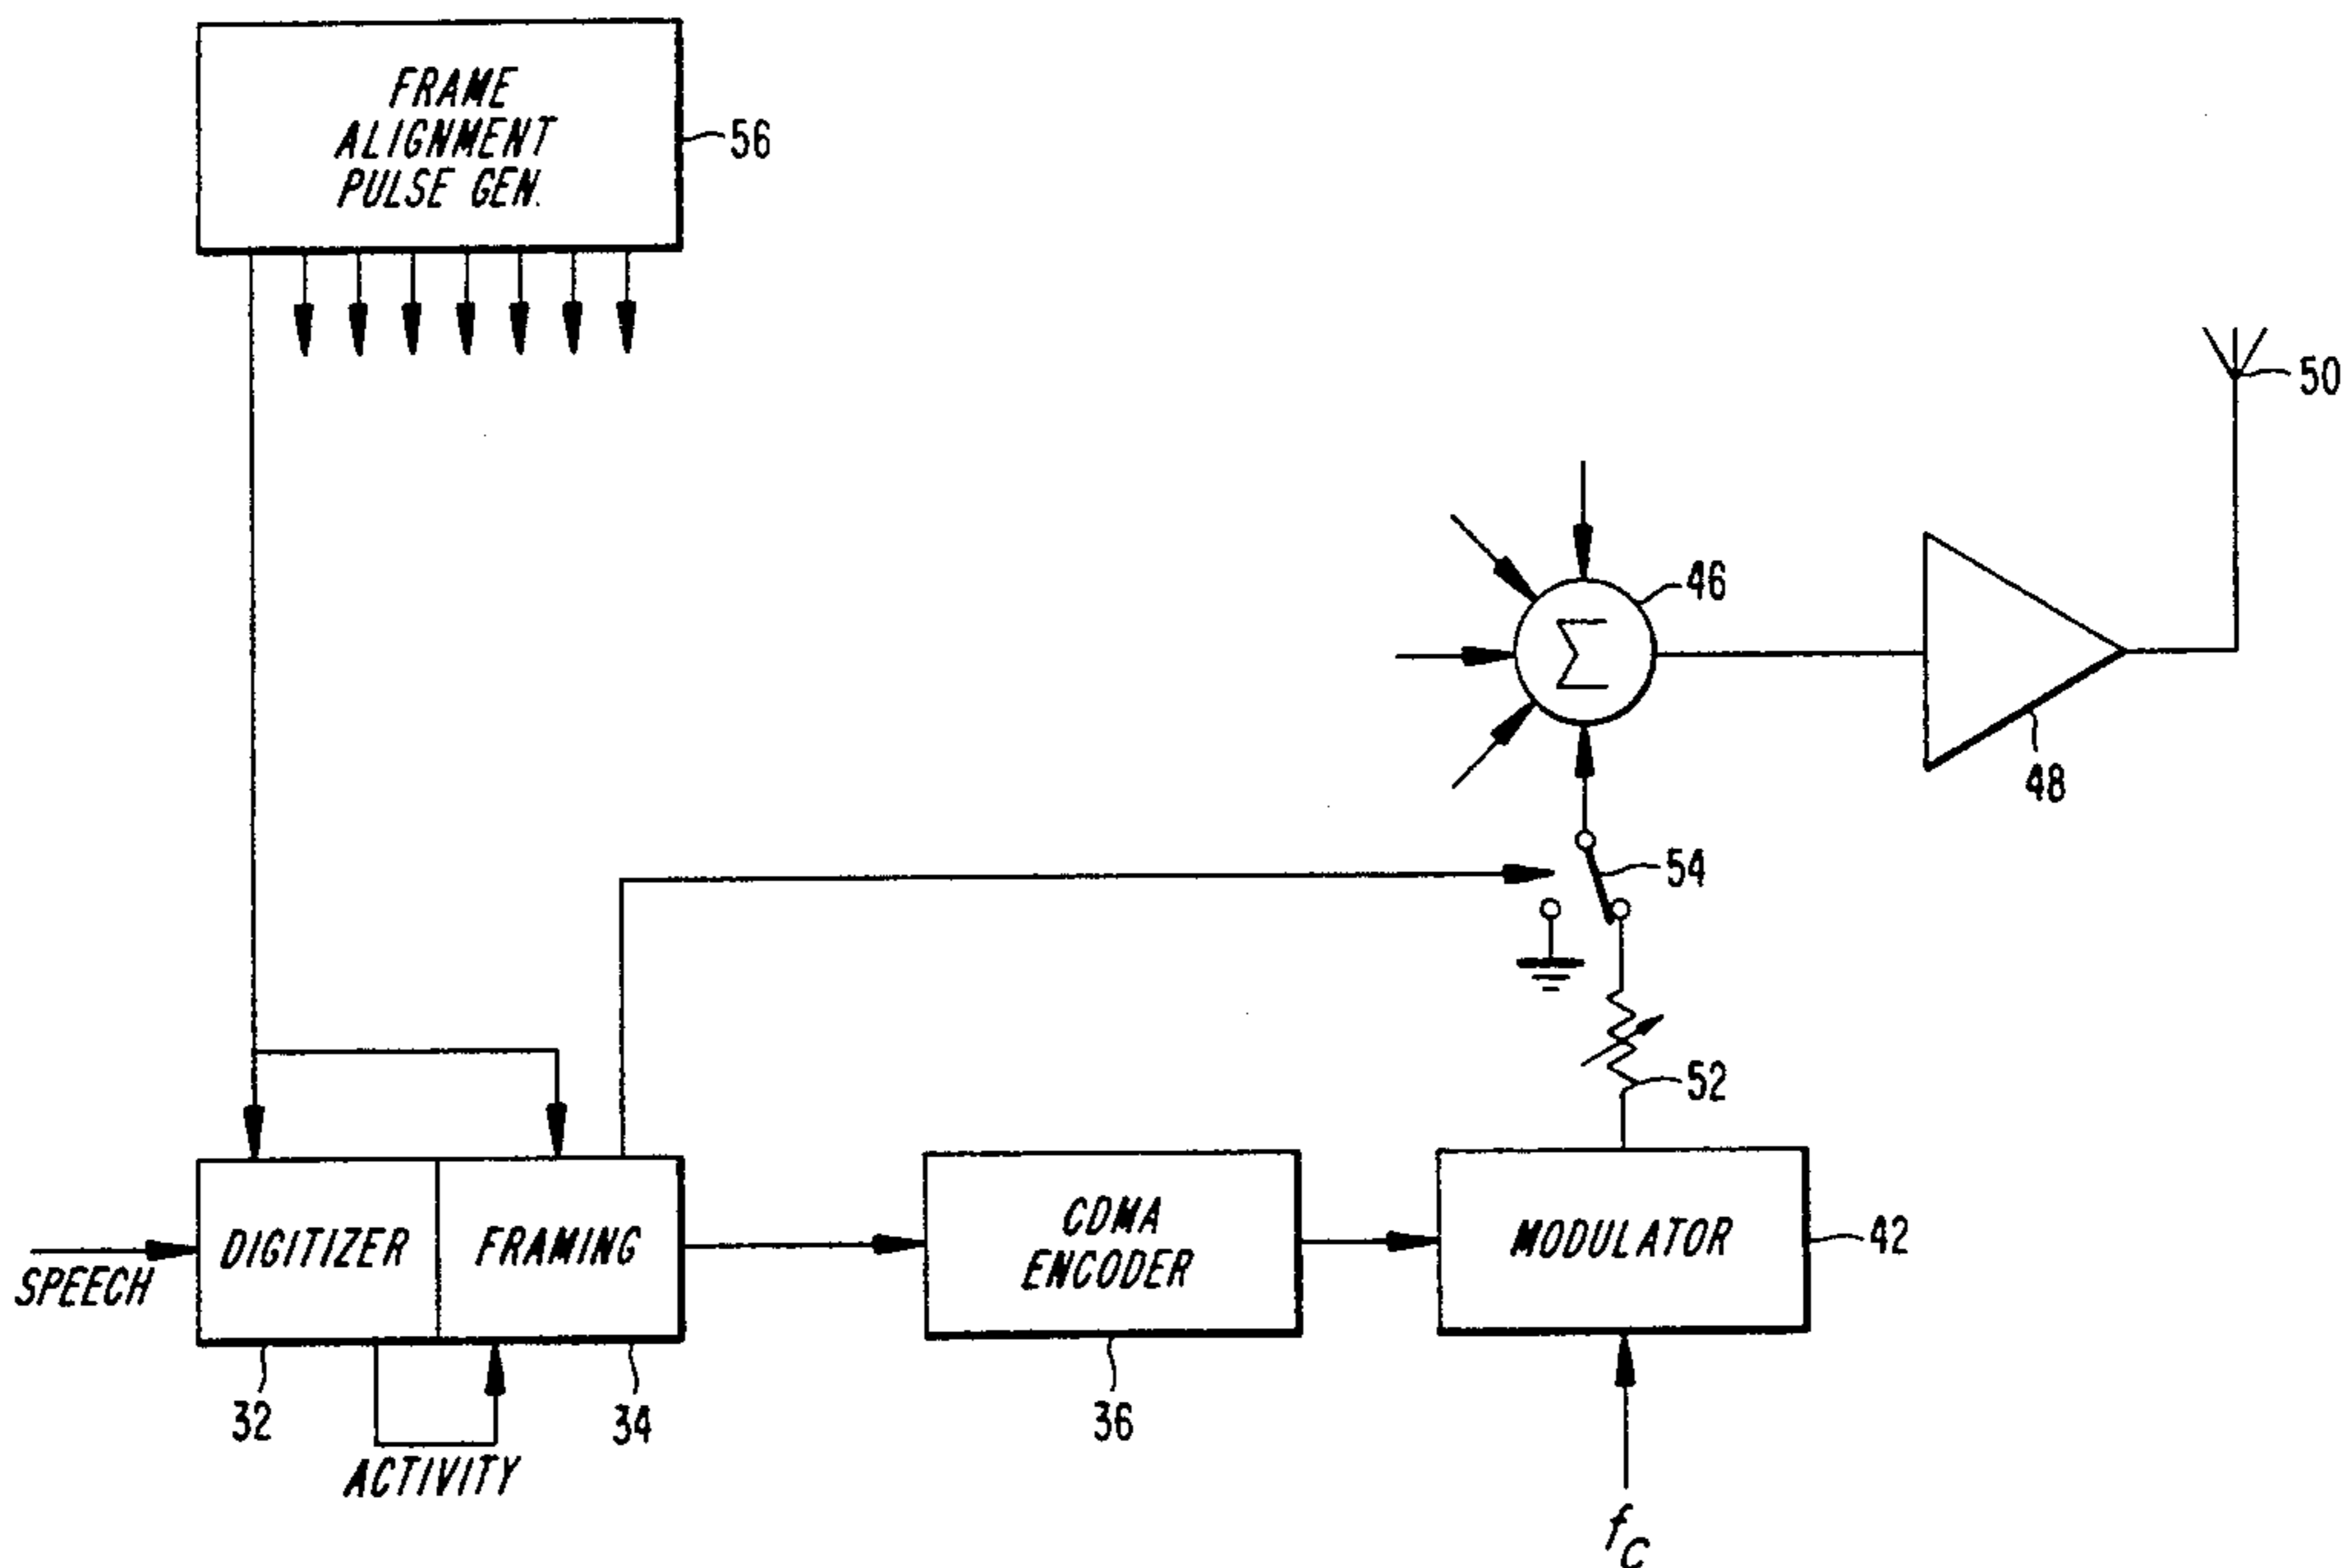 FRAME
ALIGNMENT
PULSE GEN.
56
50
46
Σ
48
54
52
SPEECH
DIGITIZER
FRAMING
CDMA
ENCODER
MODULATOR
42
32
34
36
ACTIVITY
fC